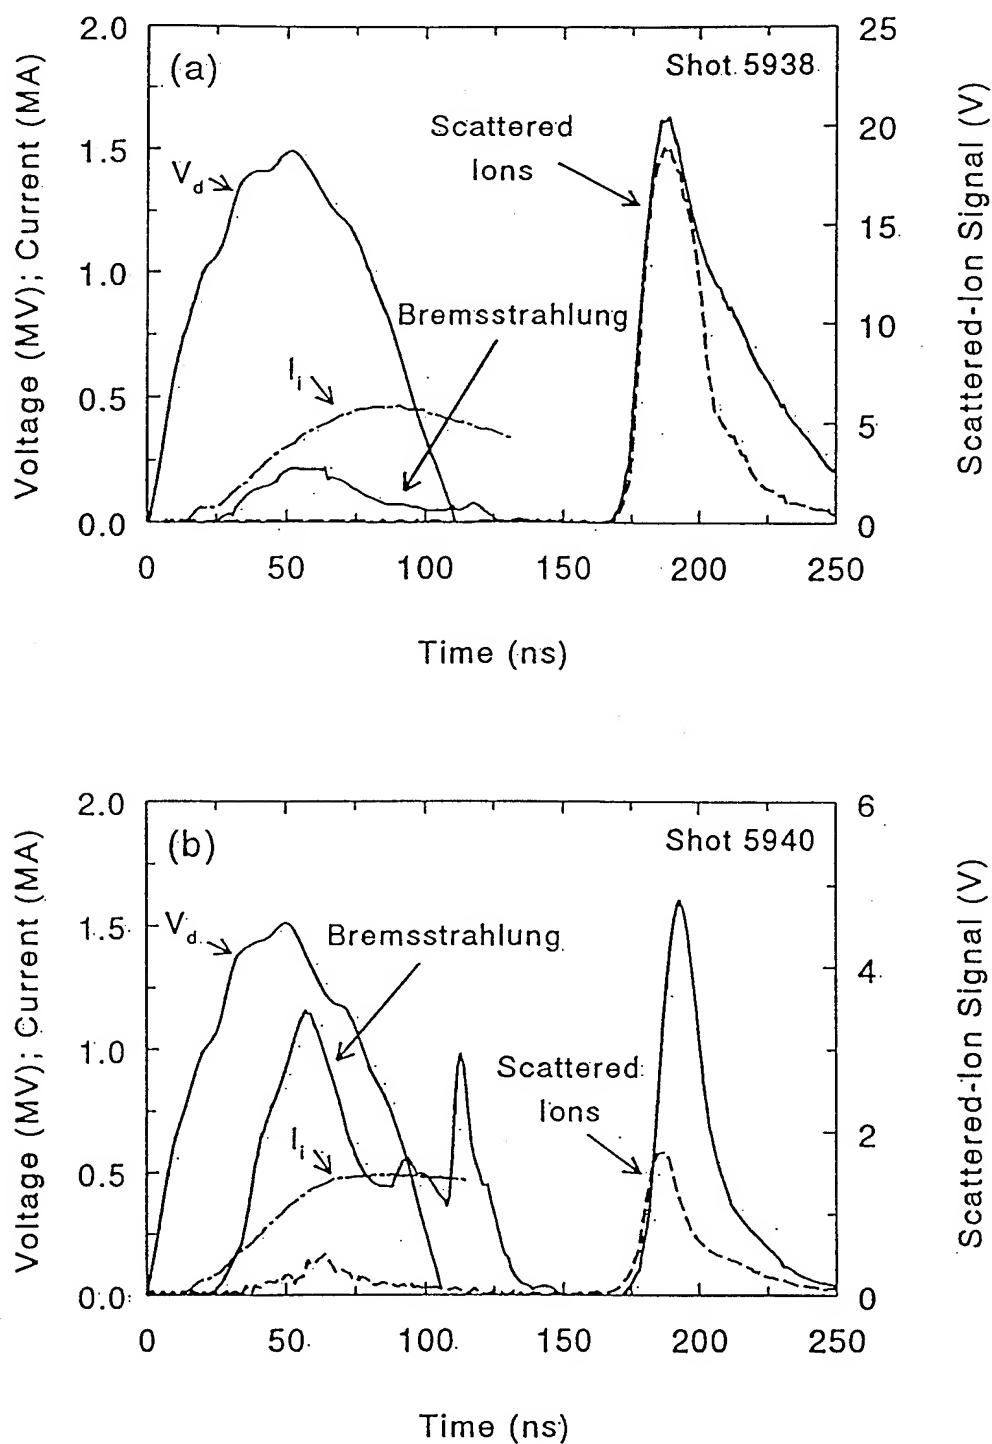 2.0 25
(a) Shot 5938
Voltage (MV); Current (MA)
Scattered-Ion Signal (V)
Scattered
Ions
20
1.5
V_d
15
1.0
Bremsstrahlung
10
I_i
0.5
5
0.0 0
0 50 100 150 200 250
Time (ns)
2.0 6
(b) Shot 5940
Voltage (MV); Current (MA)
Scattered-Ion Signal (V)
V_d
1.5
Bremsstrahlung
4
1.0
Scattered
Ions
I_i
2
0.5
0.0 0
0 50 100 150 200 250
Time (ns)